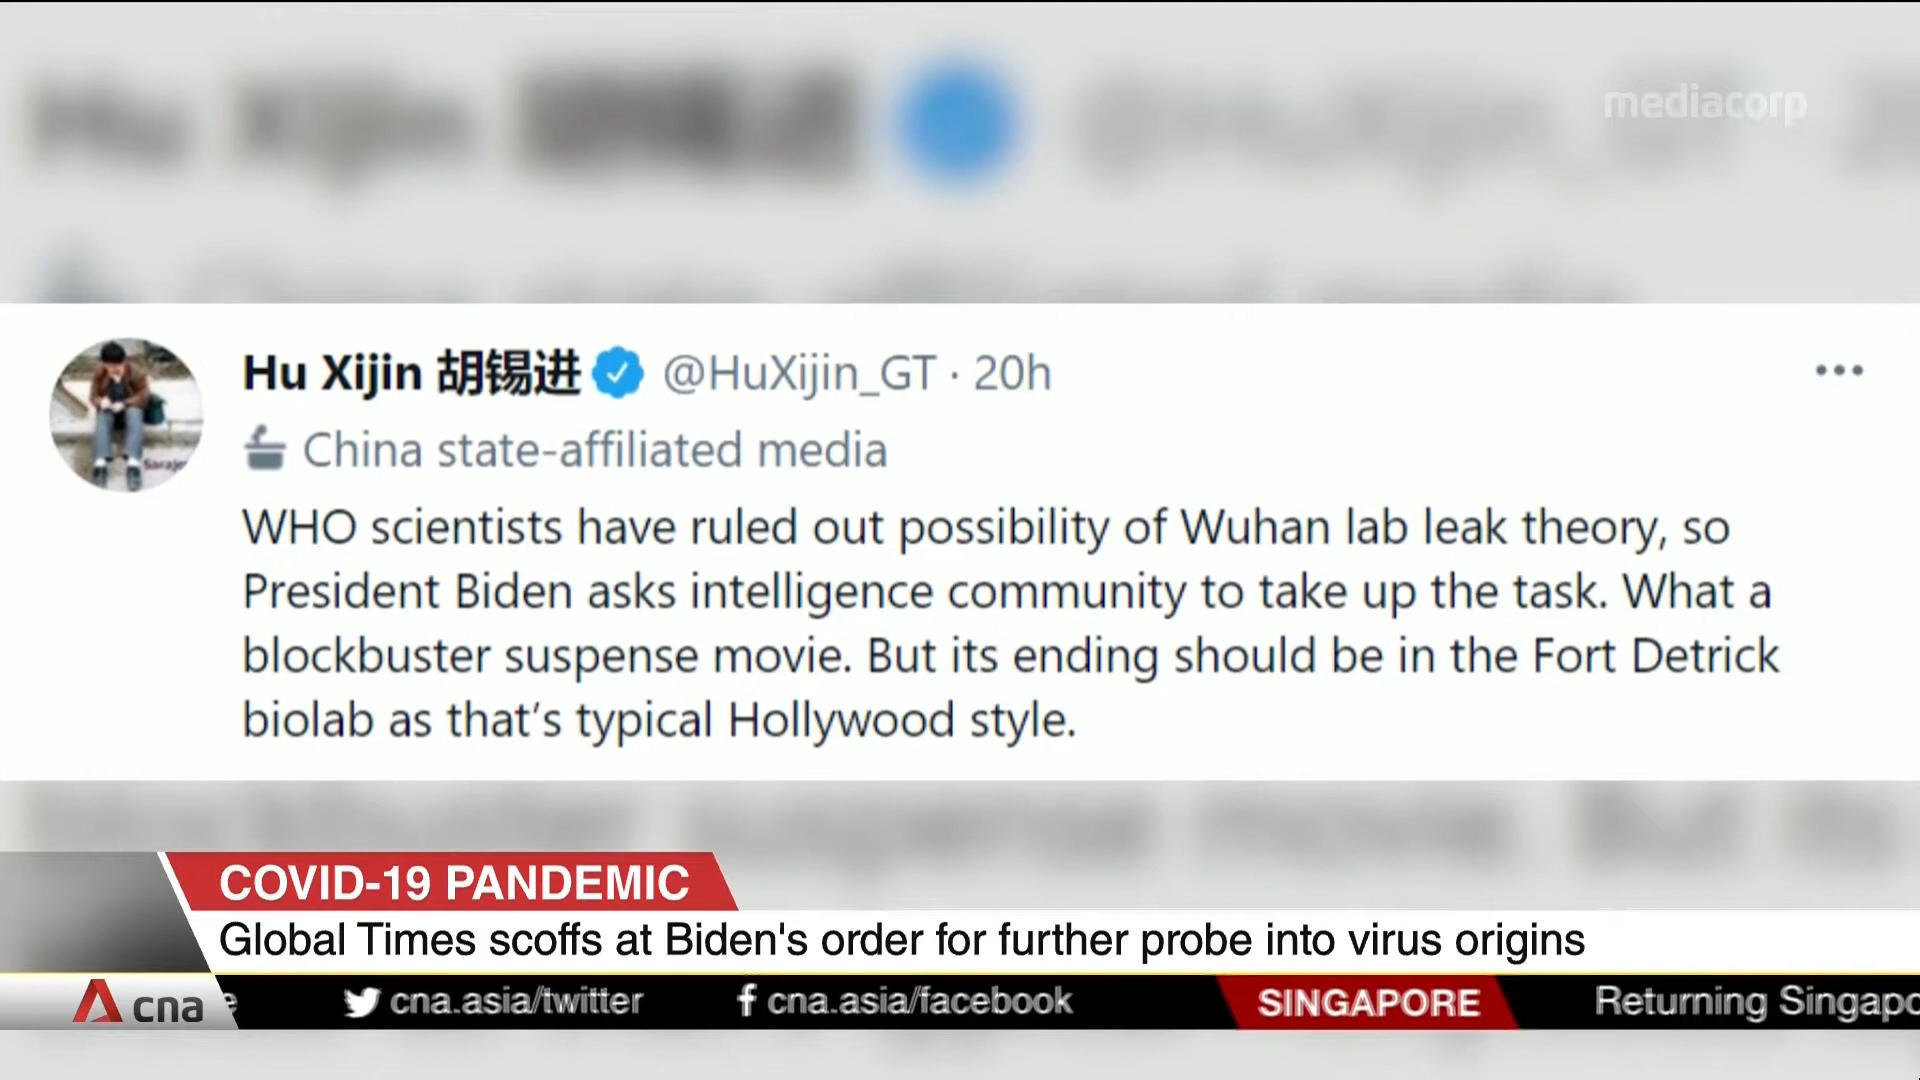 mediacorp
Hu Xijin 胡锡进 @HuXijin_GT · 20h
China state-affiliated media
WHO scientists have ruled out possibility of Wuhan lab leak theory, so
President Biden asks intelligence community to take up the task. What a
blockbuster suspense movie. But its ending should be in the Fort Detrick
biolab as that's typical Hollywood style.
COVID-19 PANDEMIC
Global Times scoffs at Biden's order for further probe into virus origins
cna cna.asia/twitter cna.asia/facebook SINGAPORE Returning Singapo